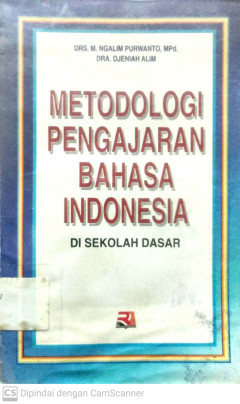 DRS. M. NGALIM PURWANTO, MPd.
DRA. DJENIAH ALIM
METODOLOGI
PENGAJARAN
BAHASA
INDONESIA
DI SEKOLAH DASAR
CS Dipindai dengan CamScanner